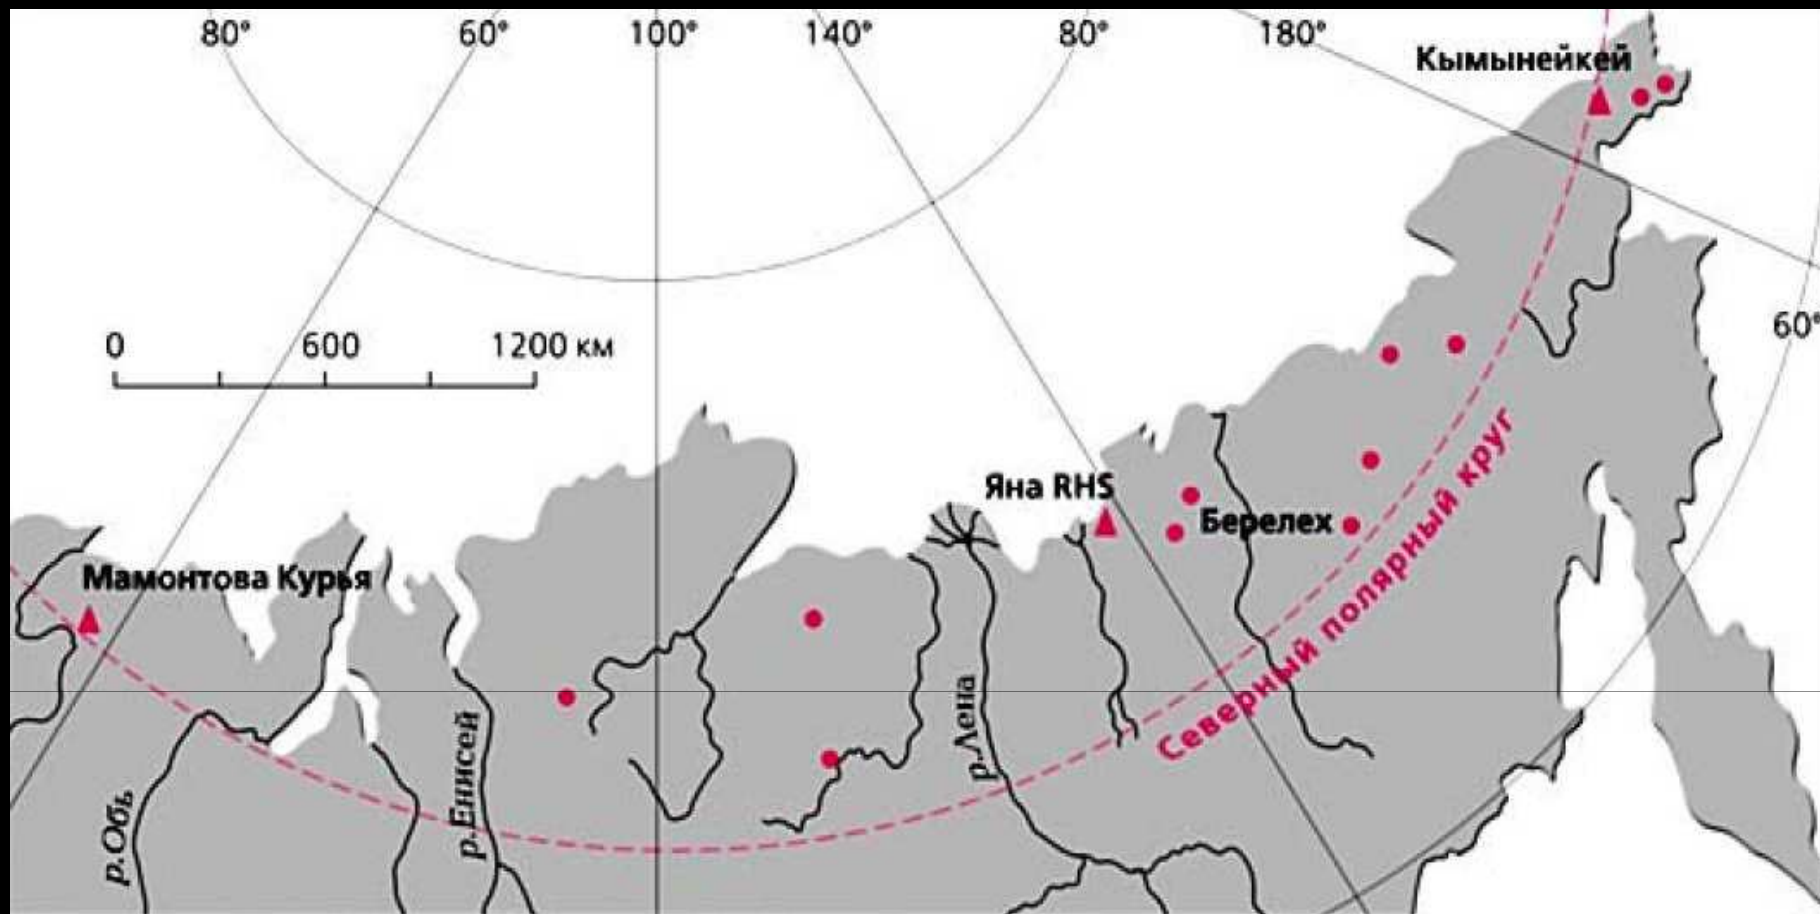 80° 60° 100° 140° 80° 180°
Кымынейкей
60°
0 600 1200 км
Яна RHS
Берелех
Мамонтова Курья
Северный полярный круг
р.Лена
р.Енисей
р.Обь